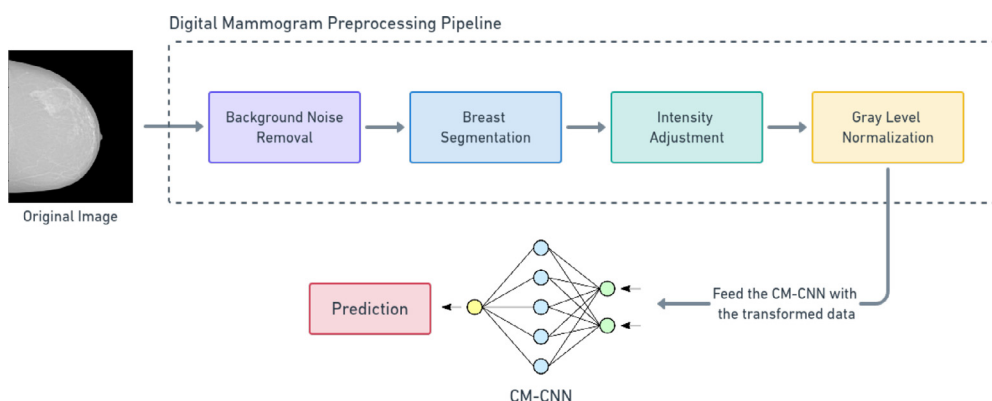 Digital Mammogram Preprocessing Pipeline
Background Noise
Removal
Breast
Segmentation
Intensity
Adjustment
Gray Level
Normalization
Original Image
Feed the CM-CNN with
the transformed data
Prediction
CM-CNN